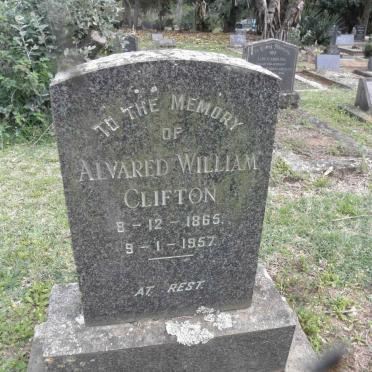 TO THE MEMORY
OF
ALVARED WILLIAM
CLIFTON
8-12-1865.
9-1-1957.
AT REST.